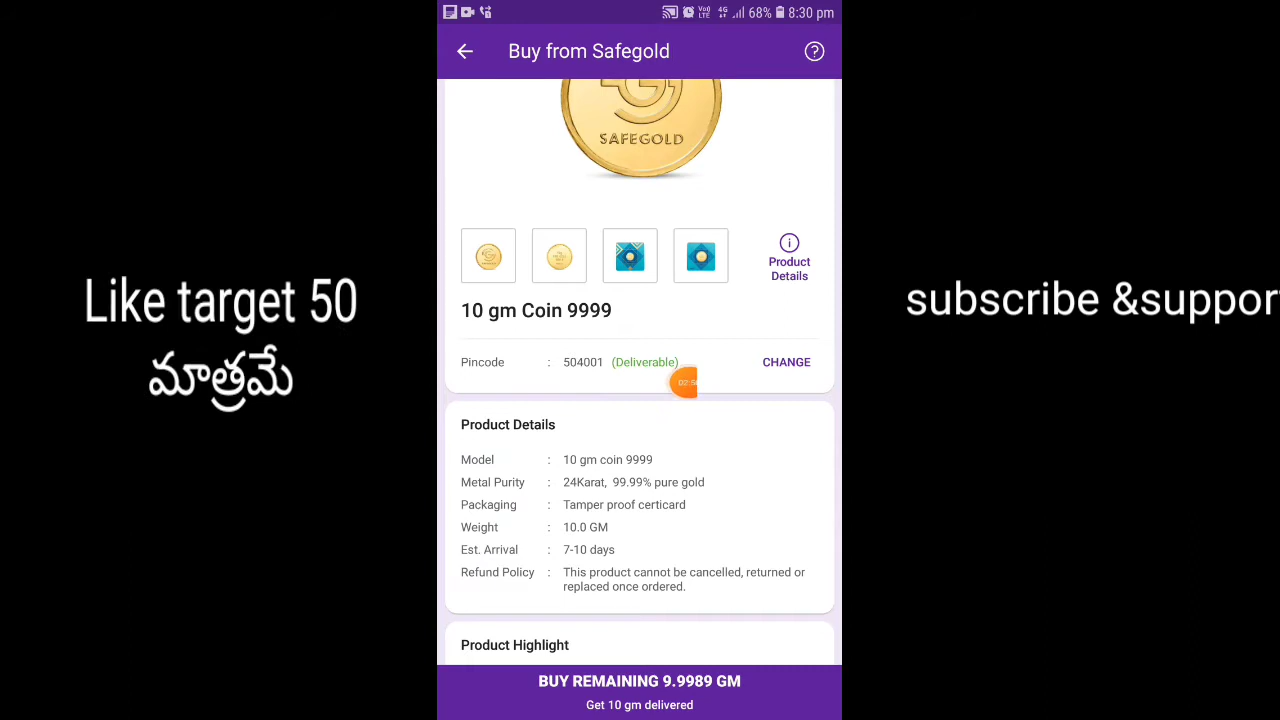 VoD LTE 4G 68% 8:30 pm
Buy from Safegold
SAFEGOLD
Product
Details
10 gm Coin 9999
Pincode : 504001 (Deliverable) CHANGE
Product Details
Model : 10 gm coin 9999
Metal Purity : 24Karat, 99.99% pure gold
Packaging : Tamper proof certicard
Weight : 10.0 GM
Est. Arrival : 7-10 days
Refund Policy : This product cannot be cancelled, returned or
replaced once ordered.
Product Highlight
BUY REMAINING 9.9989 GM
Get 10 gm delivered
Like target 50
మాత్రమే
subscribe &suppor